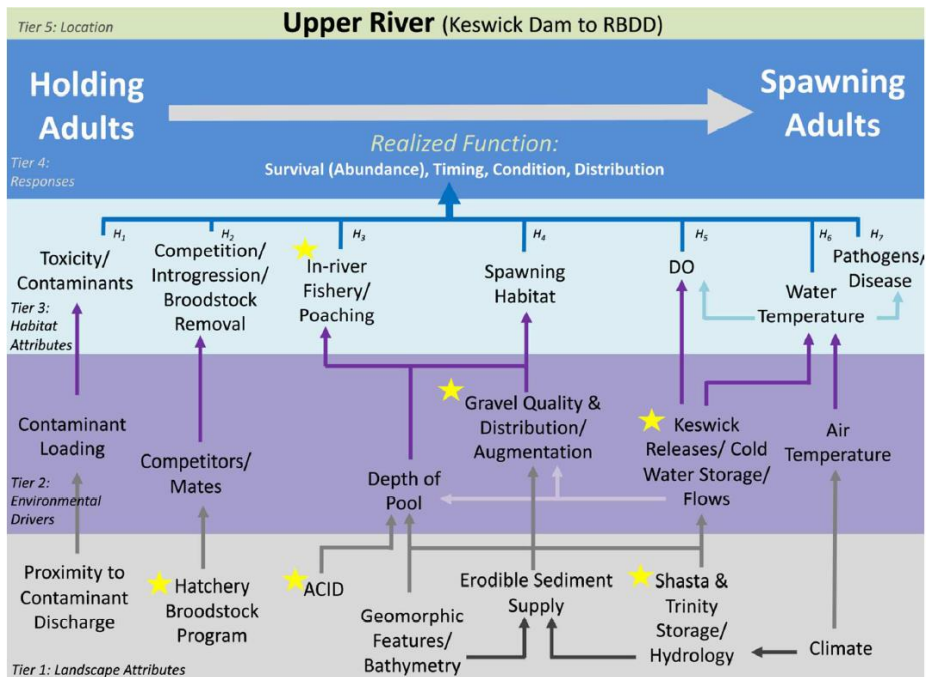 Tier 5: Location
Upper River (Keswick Dam to RBDD)
Holding
Adults
Spawning
Adults
Realized Function:
Survival (Abundance), Timing, Condition, Distribution
Tier 4:
Responses
H1
H2
H3
H4
H5
H6
H7
Toxicity/
Contaminants
Competition/
Introgression/
Broodstock
Removal
In-river
Fishery/
Poaching
Spawning
Habitat
DO
Water
Temperature
Pathogens/
Disease
Tier 3:
Habitat
Attributes
Contaminant
Loading
Competitors/
Mates
Depth of
Pool
Gravel Quality &
Distribution/
Augmentation
Keswick
Releases/ Cold
Water Storage/
Flows
Air
Temperature
Tier 2:
Environmental
Drivers
Proximity to
Contaminant
Discharge
Hatchery
Broodstock
Program
ACID
Geomorphic
Features/
Bathymetry
Erodible Sediment
Supply
Shasta &
Trinity
Storage/
Hydrology
Climate
Tier 1: Landscape Attributes